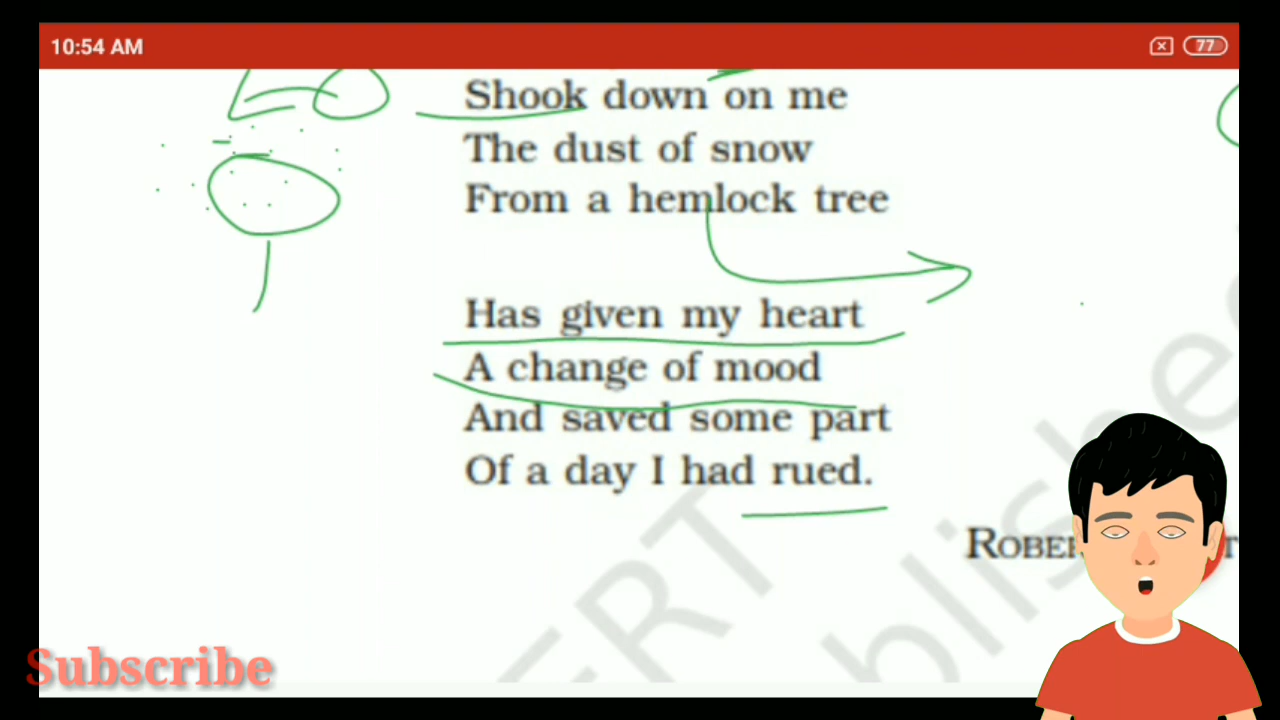 10:54 AM
77
Shook down on me
The dust of snow
From a hemlock tree
Has given my heart
A change of mood
And saved some part
Of a day I had rued.
Subscribe